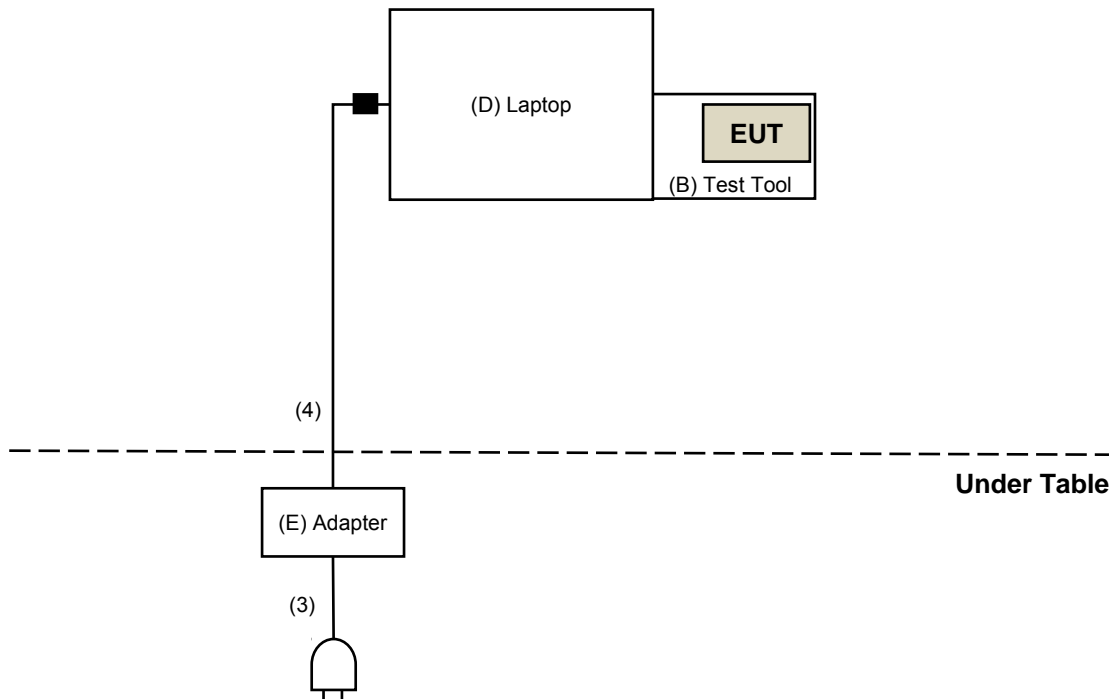 (D) Laptop
EUT
(B) Test Tool
(4)
Under Table
(E) Adapter
(3)